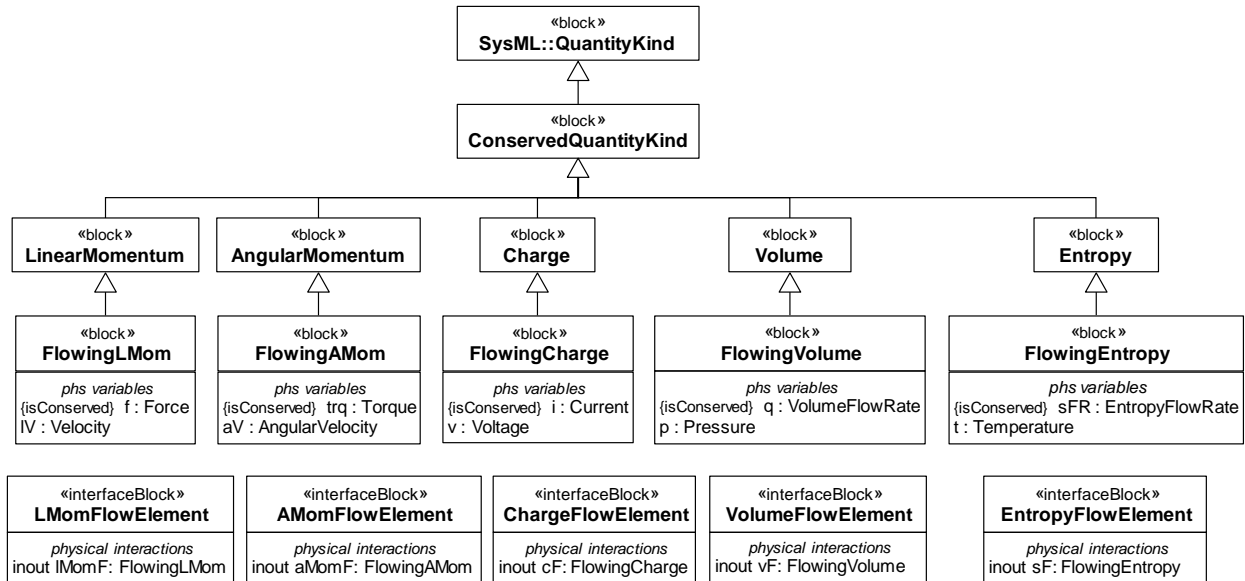 «block»
SysML::QuantityKind
«block»
ConservedQuantityKind
«block»
LinearMomentum
«block»
AngularMomentum
«block»
Charge
«block»
Volume
«block»
Entropy
«block»
FlowingLMom
phs variables
{isConserved} f : Force
lV : Velocity
«block»
FlowingAMom
phs variables
{isConserved} trq : Torque
aV : AngularVelocity
«block»
FlowingCharge
phs variables
{isConserved} i : Current
v : Voltage
«block»
FlowingVolume
phs variables
{isConserved} q : VolumeFlowRate
p : Pressure
«block»
FlowingEntropy
phs variables
{isConserved} sFR : EntropyFlowRate
t : Temperature
«interfaceBlock»
LMomFlowElement
physical interactions
inout lMomF: FlowingLMom
«interfaceBlock»
AMomFlowElement
physical interactions
inout aMomF: FlowingAMom
«interfaceBlock»
ChargeFlowElement
physical interactions
inout cF: FlowingCharge
«interfaceBlock»
VolumeFlowElement
physical interactions
inout vF: FlowingVolume
«interfaceBlock»
EntropyFlowElement
physical interactions
inout sF: FlowingEntropy